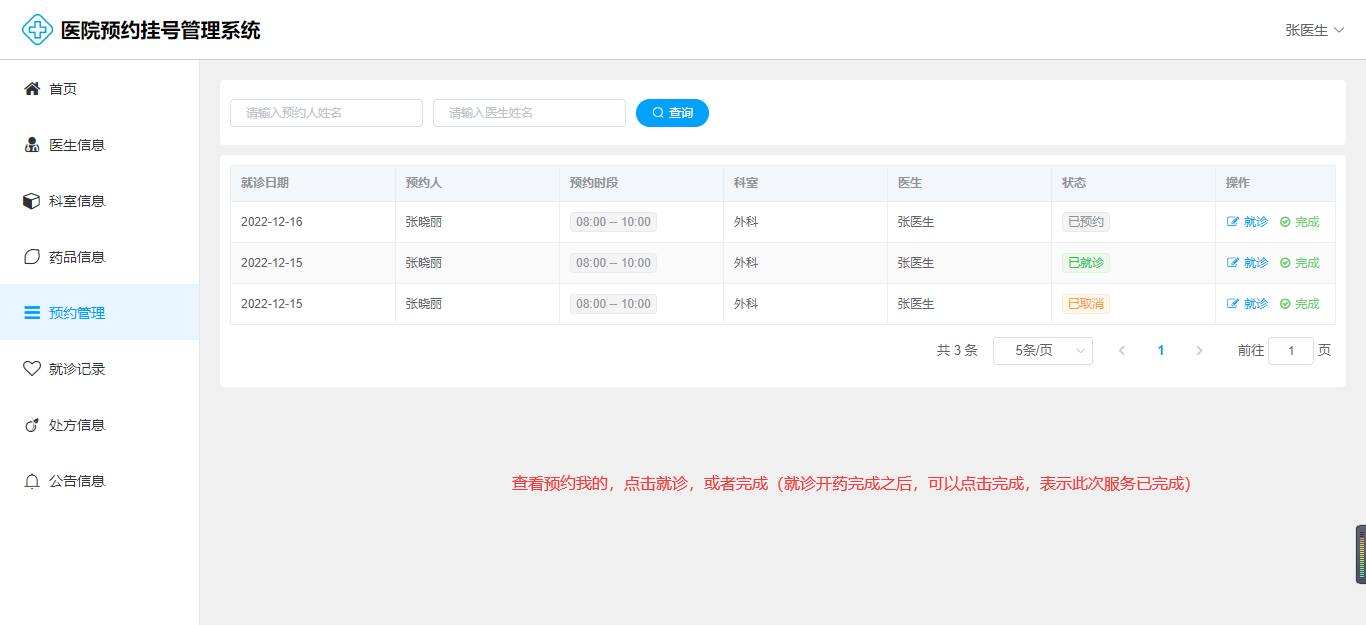 医院预约挂号管理系统
张医生
首页
医生信息
科室信息
药品信息
预约管理
就诊记录
处方信息
公告信息
请输入预约人姓名 请输入医生姓名 查询
就诊日期 预约人 预约时段 科室 医生 状态 操作
2022-12-16 张晓丽 08:00 -- 10:00 外科 张医生 已预约 就诊 完成
2022-12-15 张晓丽 08:00 -- 10:00 外科 张医生 已就诊 就诊 完成
2022-12-15 张晓丽 08:00 -- 10:00 外科 张医生 已取消 就诊 完成
共 3 条 5条/页 1 前往 1 页
查看预约我的，点击就诊，或者完成（就诊开药完成之后，可以点击完成，表示此次服务已完成）